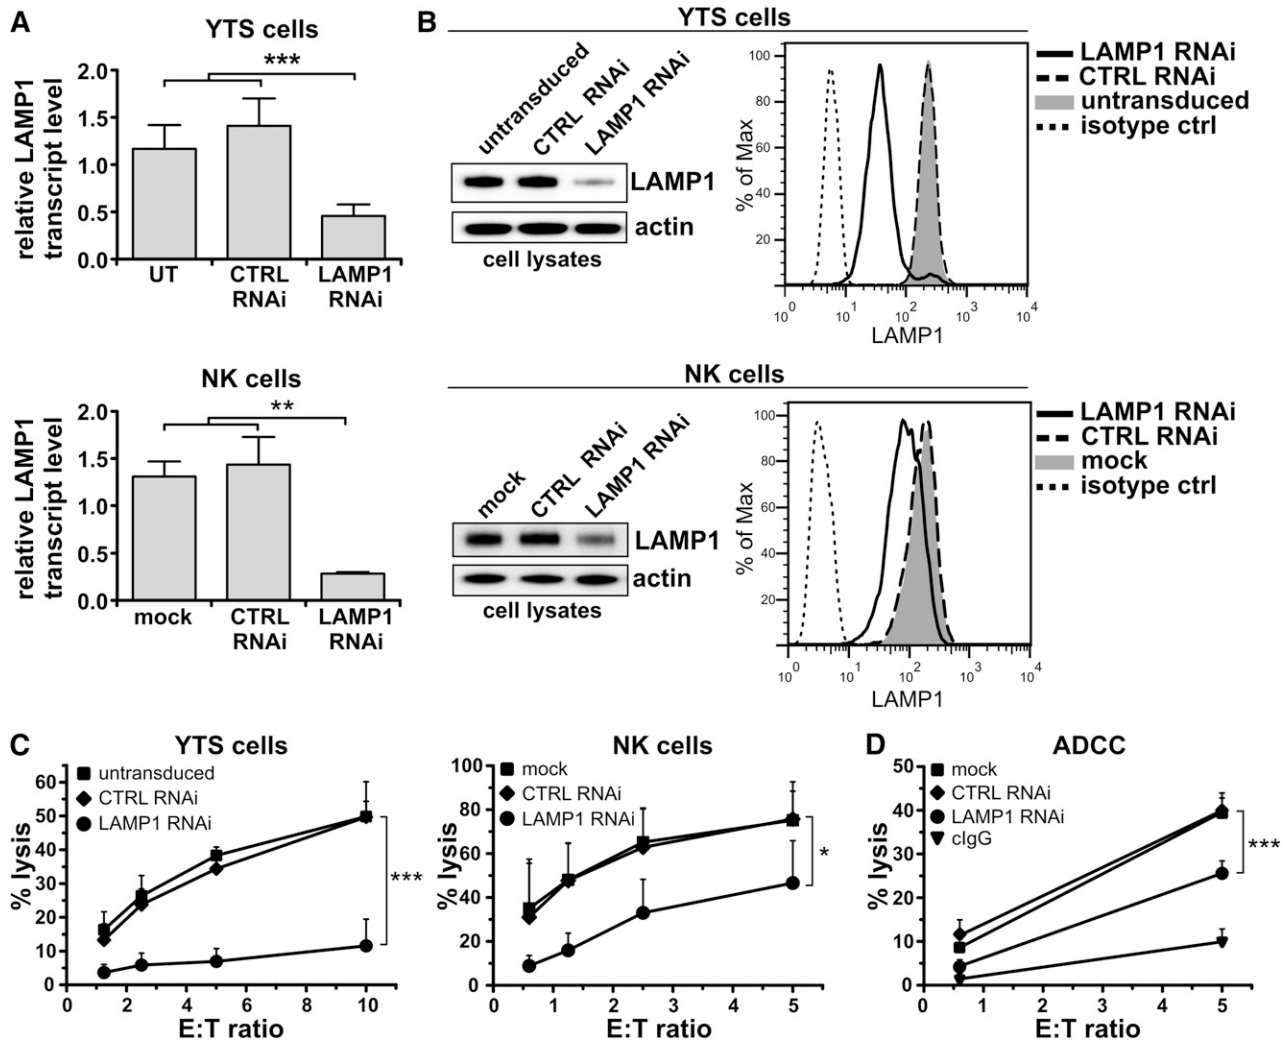 A
YTS cells
relative LAMP1
transcript level
2.0
1.5
1.0
0.5
0.0
***
UT
CTRL
RNAi
LAMP1
RNAi
NK cells
relative LAMP1
transcript level
2.0
1.5
1.0
0.5
0.0
**
mock
CTRL
RNAi
LAMP1
RNAi
B
YTS cells
untransduced
CTRL RNAi
LAMP1 RNAi
LAMP1
actin
cell lysates
% of Max
100
80
60
40
20
10^0 10^1 10^2 10^3 10^4
LAMP1
LAMP1 RNAi
CTRL RNAi
untransduced
isotype ctrl
NK cells
mock
CTRL RNAi
LAMP1 RNAi
LAMP1
actin
cell lysates
% of Max
100
80
60
40
20
10^0 10^1 10^2 10^3 10^4
LAMP1
LAMP1 RNAi
CTRL RNAi
mock
isotype ctrl
C
YTS cells
% lysis
60
50
40
30
20
10
0
untransduced
CTRL RNAi
LAMP1 RNAi
***
0 2 4 6 8 10
E:T ratio
NK cells
% lysis
100
80
60
40
20
0
mock
CTRL RNAi
LAMP1 RNAi
*
0 1 2 3 4 5
E:T ratio
D
ADCC
% lysis
50
40
30
20
10
0
mock
CTRL RNAi
LAMP1 RNAi
cIgG
***
0 1 2 3 4 5
E:T ratio